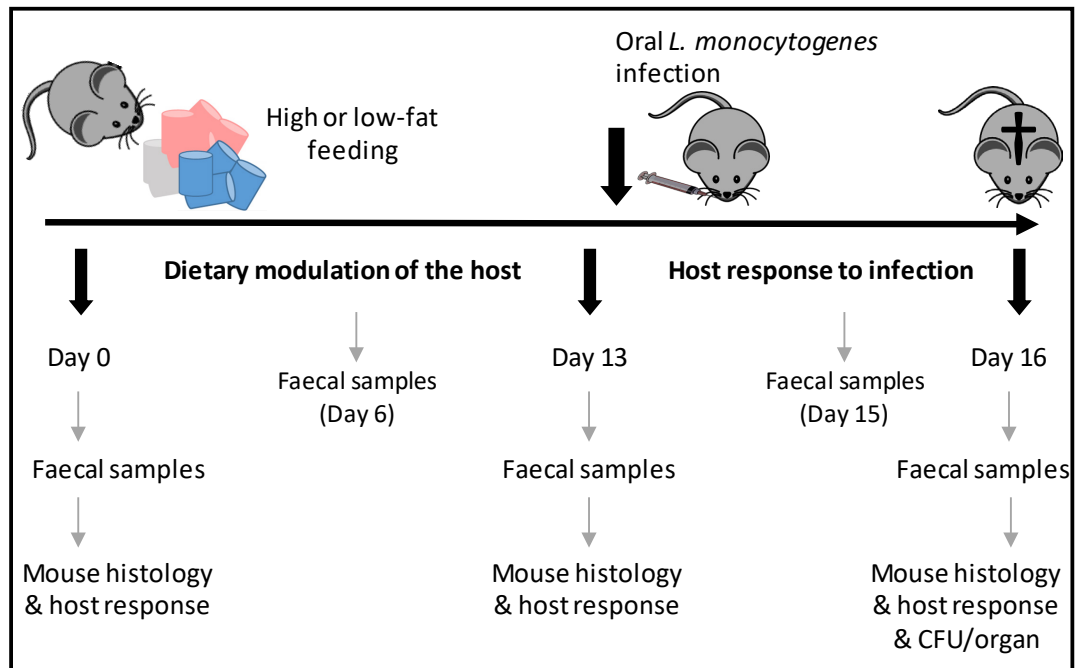 Oral L. monocytogenes
infection
High or low-fat
feeding
Dietary modulation of the host
Host response to infection
Day 0
Faecal samples
(Day 6)
Day 13
Faecal samples
(Day 15)
Day 16
Faecal samples
Faecal samples
Faecal samples
Mouse histology
& host response
Mouse histology
& host response
Mouse histology
& host response
& CFU/organ